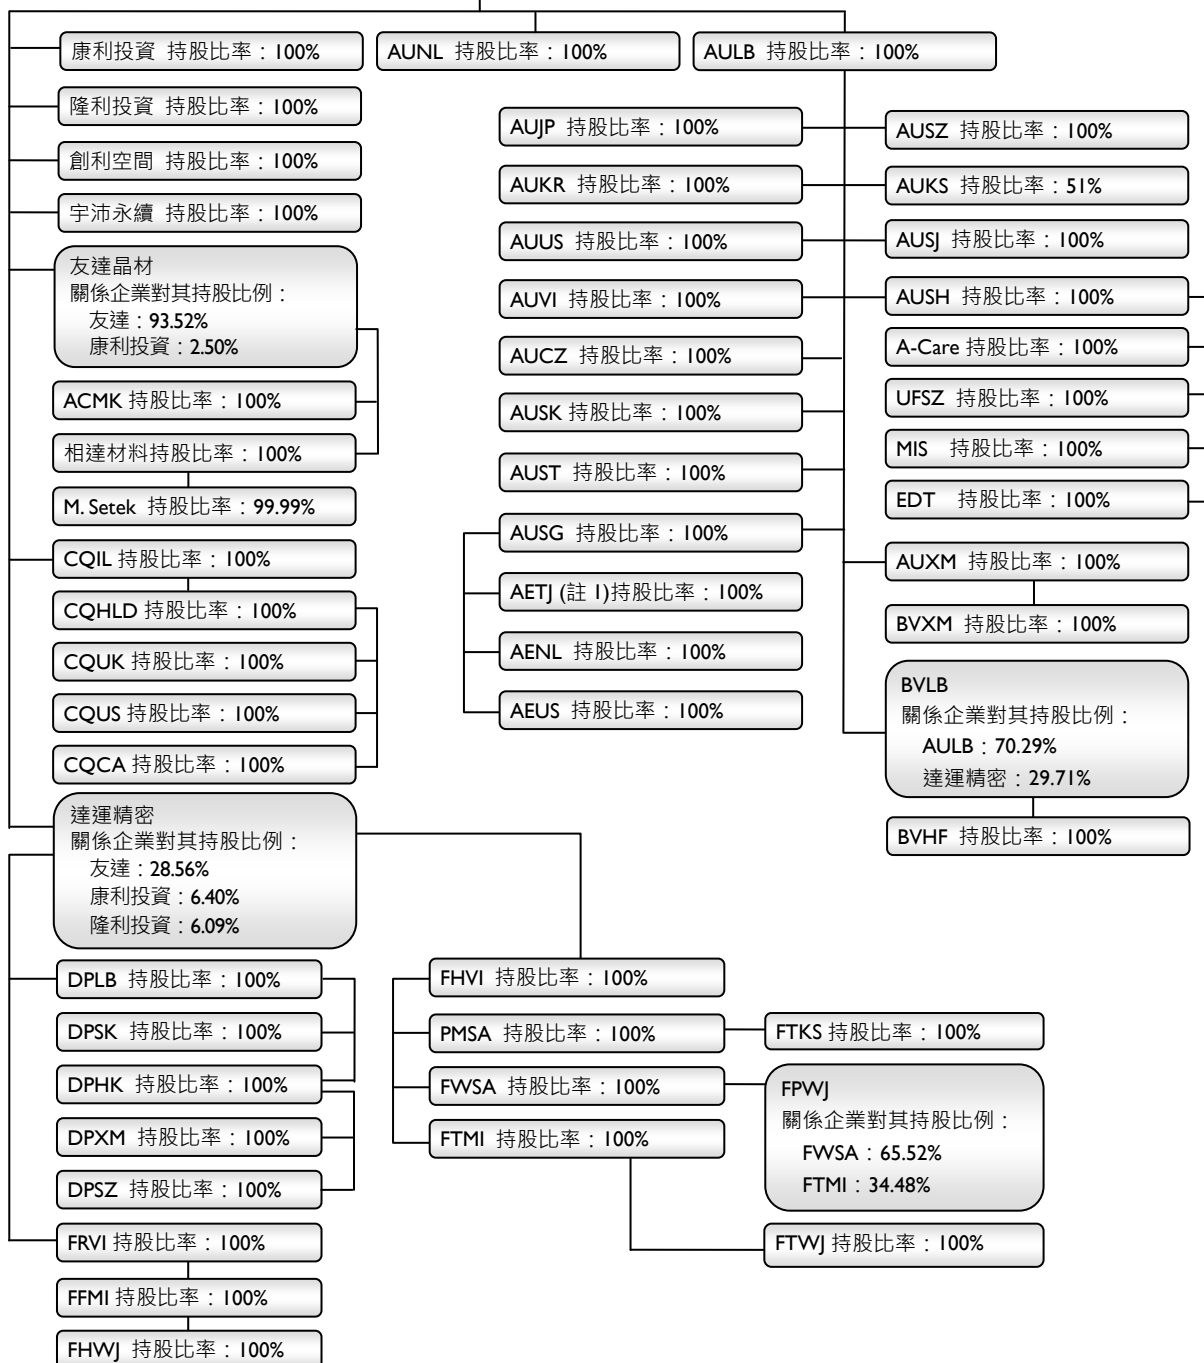 康利投資 持股比率：100%
AUNL 持股比率：100%
AULB 持股比率：100%
隆利投資 持股比率：100%
創利空間 持股比率：100%
宇沛永續 持股比率：100%
友達晶材
關係企業對其持股比例：
友達：93.52%
康利投資：2.50%
ACMK 持股比率：100%
相達材料持股比率：100%
M. Setek 持股比率：99.99%
CQIL 持股比率：100%
CQHLD 持股比率：100%
CQUK 持股比率：100%
CQUS 持股比率：100%
CQCA 持股比率：100%
達運精密
關係企業對其持股比例：
友達：28.56%
康利投資：6.40%
隆利投資：6.09%
DPLB 持股比率：100%
DPSK 持股比率：100%
DPHK 持股比率：100%
DPXM 持股比率：100%
DPSZ 持股比率：100%
FRVI 持股比率：100%
FFMI 持股比率：100%
FHWJ 持股比率：100%
AUJP 持股比率：100%
AUKR 持股比率：100%
AUUS 持股比率：100%
AUVI 持股比率：100%
AUCZ 持股比率：100%
AUSK 持股比率：100%
AUST 持股比率：100%
AUSG 持股比率：100%
AETJ (註 1)持股比率：100%
AENL 持股比率：100%
AEUS 持股比率：100%
AUSZ 持股比率：100%
AUKS 持股比率：51%
AUSJ 持股比率：100%
AUSH 持股比率：100%
A-Care 持股比率：100%
UFSZ 持股比率：100%
MIS 持股比率：100%
EDT 持股比率：100%
AUXM 持股比率：100%
BVXM 持股比率：100%
BVLB
關係企業對其持股比例：
AULB：70.29%
達運精密：29.71%
BVHF 持股比率：100%
FHVI 持股比率：100%
PMSA 持股比率：100%
FWSA 持股比率：100%
FTMI 持股比率：100%
FTKS 持股比率：100%
FPWJ
關係企業對其持股比例：
FWSA：65.52%
FTMI：34.48%
FTWJ 持股比率：100%